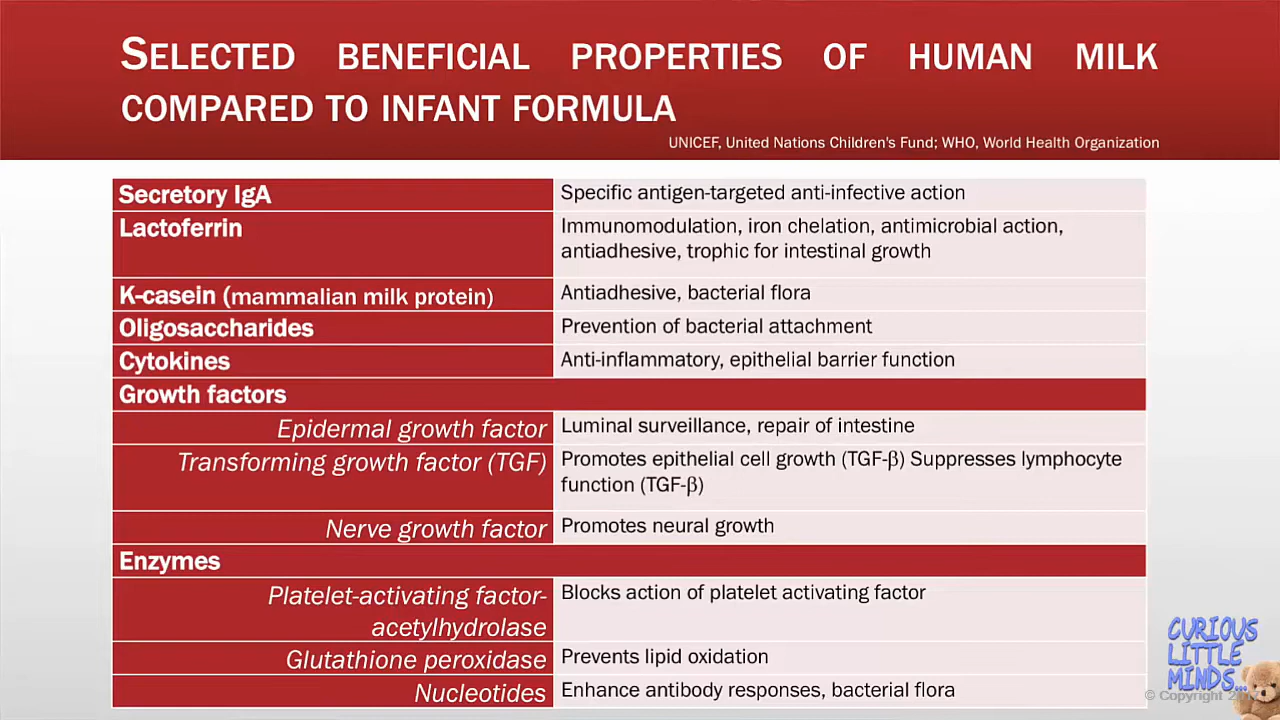 SELECTED BENEFICIAL PROPERTIES OF HUMAN MILK
COMPARED TO INFANT FORMULA
UNICEF, United Nations Children's Fund; WHO, World Health Organization
Secretory IgA Specific antigen-targeted anti-infective action
Lactoferrin Immunomodulation, iron chelation, antimicrobial action,
antiadhesive, trophic for intestinal growth
K-casein (mammalian milk protein) Antiadhesive, bacterial flora
Oligosaccharides Prevention of bacterial attachment
Cytokines Anti-inflammatory, epithelial barrier function
Growth factors
Epidermal growth factor Luminal surveillance, repair of intestine
Transforming growth factor (TGF) Promotes epithelial cell growth (TGF-β) Suppresses lymphocyte
function (TGF-β)
Nerve growth factor Promotes neural growth
Enzymes
Platelet-activating factor- Blocks action of platelet activating factor
acetylhydrolase
Glutathione peroxidase Prevents lipid oxidation
Nucleotides Enhance antibody responses, bacterial flora
CURIOUS
LITTLE
MINDS...
© Copyright